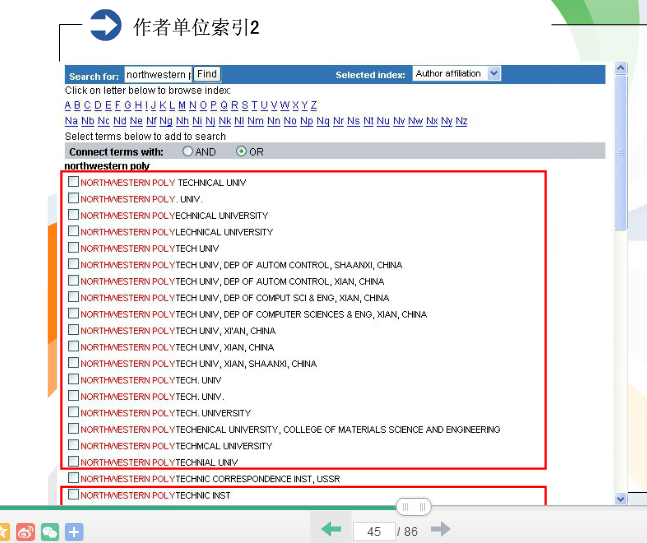 作者单位索引2
Search for: northwestern p Find Selected index: Author affiliation
Click on letter below to browse index:
A B C D E F G H I J K L M N O P Q R S T U V W X Y Z
Na Nb Nc Nd Ne Nf Ng Nh Ni Nj Nk Nl Nm Nn No Np Nq Nr Ns Nt Nu Nv Nw Nx Ny Nz
Select terms below to add to search
Connect terms with: AND OR
northwestern poly
NORTHWESTERN POLY TECHNICAL UNIV
NORTHWESTERN POLY. UNIV.
NORTHWESTERN POLYECHNICAL UNIVERSITY
NORTHWESTERN POLYLECHNICAL UNIVERSITY
NORTHWESTERN POLYTECH UNIV
NORTHWESTERN POLYTECH UNIV, DEP OF AUTOM CONTROL, SHAANXI, CHINA
NORTHWESTERN POLYTECH UNIV, DEP OF AUTOM CONTROL, XIAN, CHINA
NORTHWESTERN POLYTECH UNIV, DEP OF COMPUT SCI & ENG, XIAN, CHINA
NORTHWESTERN POLYTECH UNIV, DEP OF COMPUTER SCIENCES & ENG, XIAN, CHINA
NORTHWESTERN POLYTECH UNIV, XI'AN, CHINA
NORTHWESTERN POLYTECH UNIV, XIAN, CHINA
NORTHWESTERN POLYTECH UNIV, XIAN, SHAANXI, CHINA
NORTHWESTERN POLYTECH. UNIV
NORTHWESTERN POLYTECH. UNIV.
NORTHWESTERN POLYTECH. UNIVERSITY
NORTHWESTERN POLYTECHENICAL UNIVERSITY, COLLEGE OF MATERIALS SCIENCE AND ENGINEERING
NORTHWESTERN POLYTECHMCAL UNIVERSITY
NORTHWESTERN POLYTECHNIAL UNIV
NORTHWESTERN POLYTECHNIC CORRESPONDENCE INST, USSR
NORTHWESTERN POLYTECHNIC INST
45 / 86